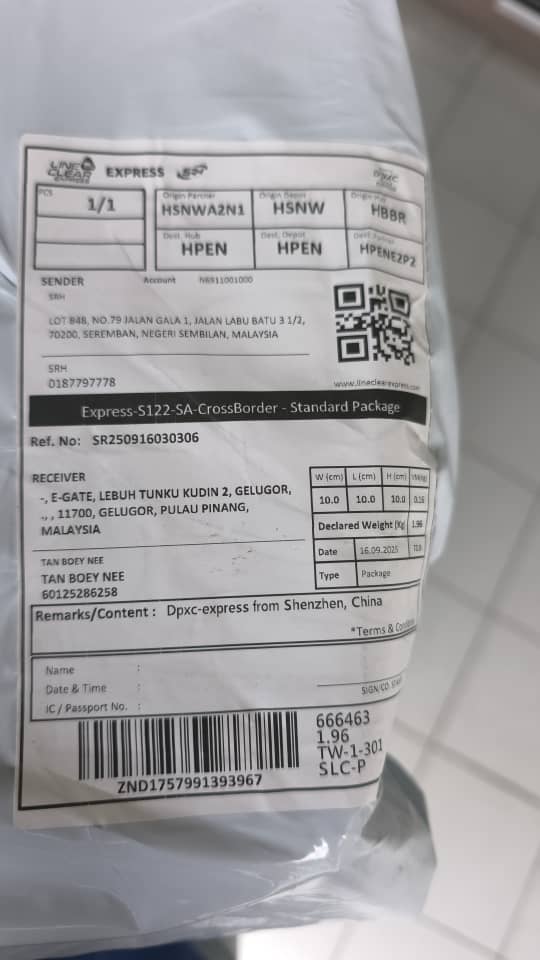 LINE CLEAR EXPRESS EXPRESS
PCS
1/1
Origin Partner
HSNWA2N1
Origin Depot
HSNW
HBBR
Dest. Hub
HPEN
Dest. Depot
HPEN
HPENE2P2
SENDER Account N6911001000
SRH
LOT 848, NO.79 JALAN GALA 1, JALAN LABU BATU 3 1/2,
70200, SEREMBAN, NEGERI SEMBILAN, MALAYSIA
SRH
0187797778
www.lineclearexpress.com
Express-S122-SA-CrossBorder - Standard Package
Ref. No: SR250916030306
RECEIVER
-, E-GATE, LEBUH TUNKU KUDIN 2, GELUGOR,
., , 11700, GELUGOR, PULAU PINANG,
MALAYSIA
TAN BOEY NEE
TAN BOEY NEE
60125286258
W (cm) L (cm) H (cm)
10.0 10.0 10.0
Declared Weight (Kg) 1.96
Date 16.09.2025
Type Package
Remarks/Content : Dpxc-express from Shenzhen, China
*Terms &
Name :
Date & Time :
IC / Passport No. :
SIGN/CO.
ZND1757991393967
666463
1.96
TW-1-301
SLC-P